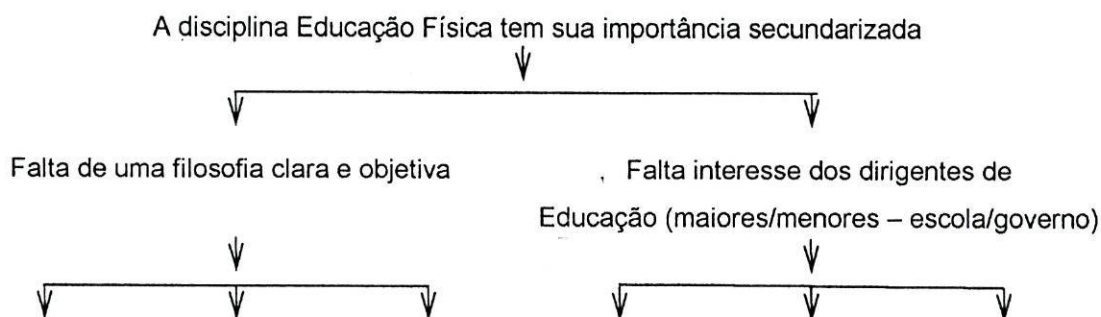 A disciplina Educação Física tem sua importância secundarizada
Falta de uma filosofia clara e objetiva
Falta interesse dos dirigentes de
Educação (maiores/menores – escola/governo)